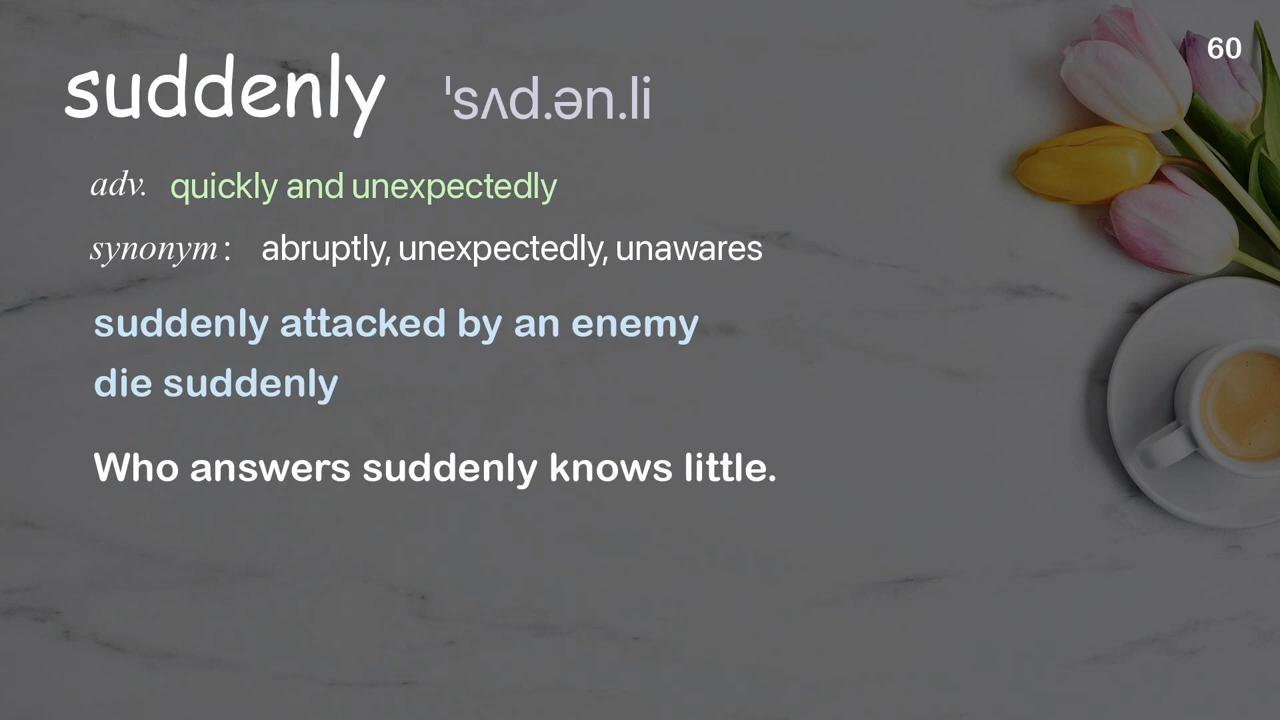 60
suddenly ˈsʌd.ən.li
adv. quickly and unexpectedly
synonym : abruptly, unexpectedly, unawares
suddenly attacked by an enemy
die suddenly
Who answers suddenly knows little.